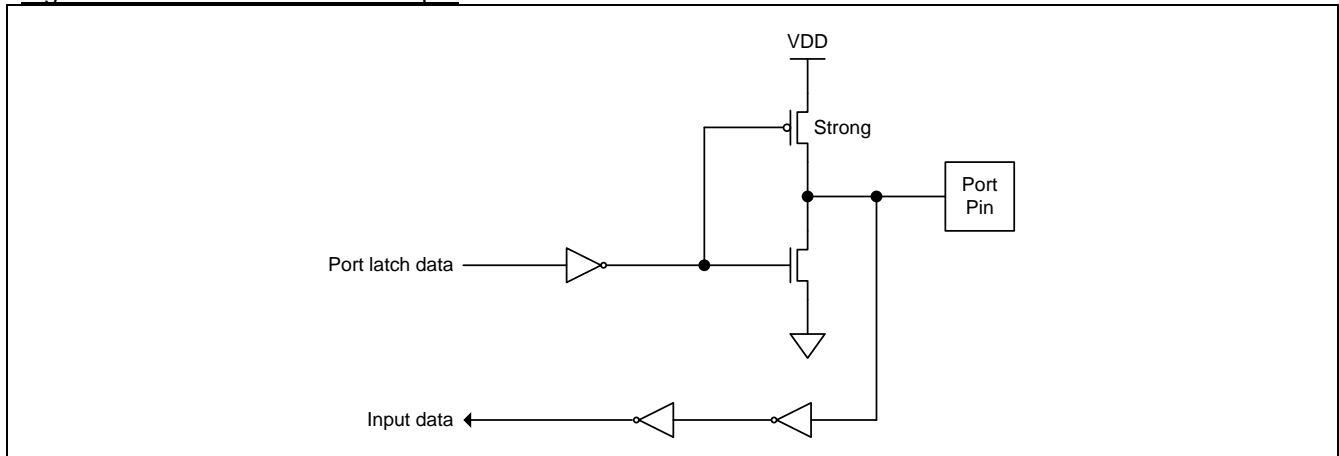 VDD
Strong
Port
Pin
Port latch data
Input data